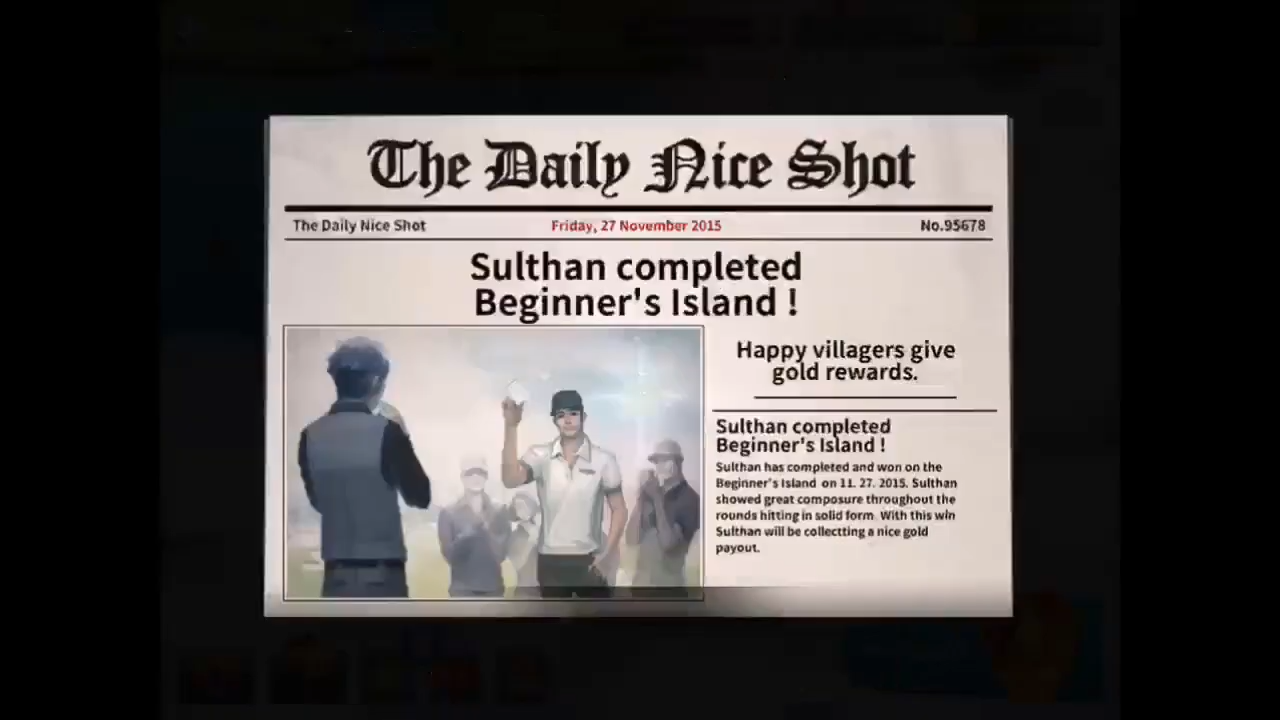 The Daily Nice Shot
The Daily Nice Shot
Friday, 27 November 2015
No.95678
Sulthan completed
Beginner's Island !
Happy villagers give
gold rewards.
Sulthan completed
Beginner's Island !
Sulthan has completed and won on the
Beginner's Island on 11. 27. 2015. Sulthan
showed great composure throughout the
rounds hitting in solid form. With this win
Sulthan will be collectting a nice gold
payout.